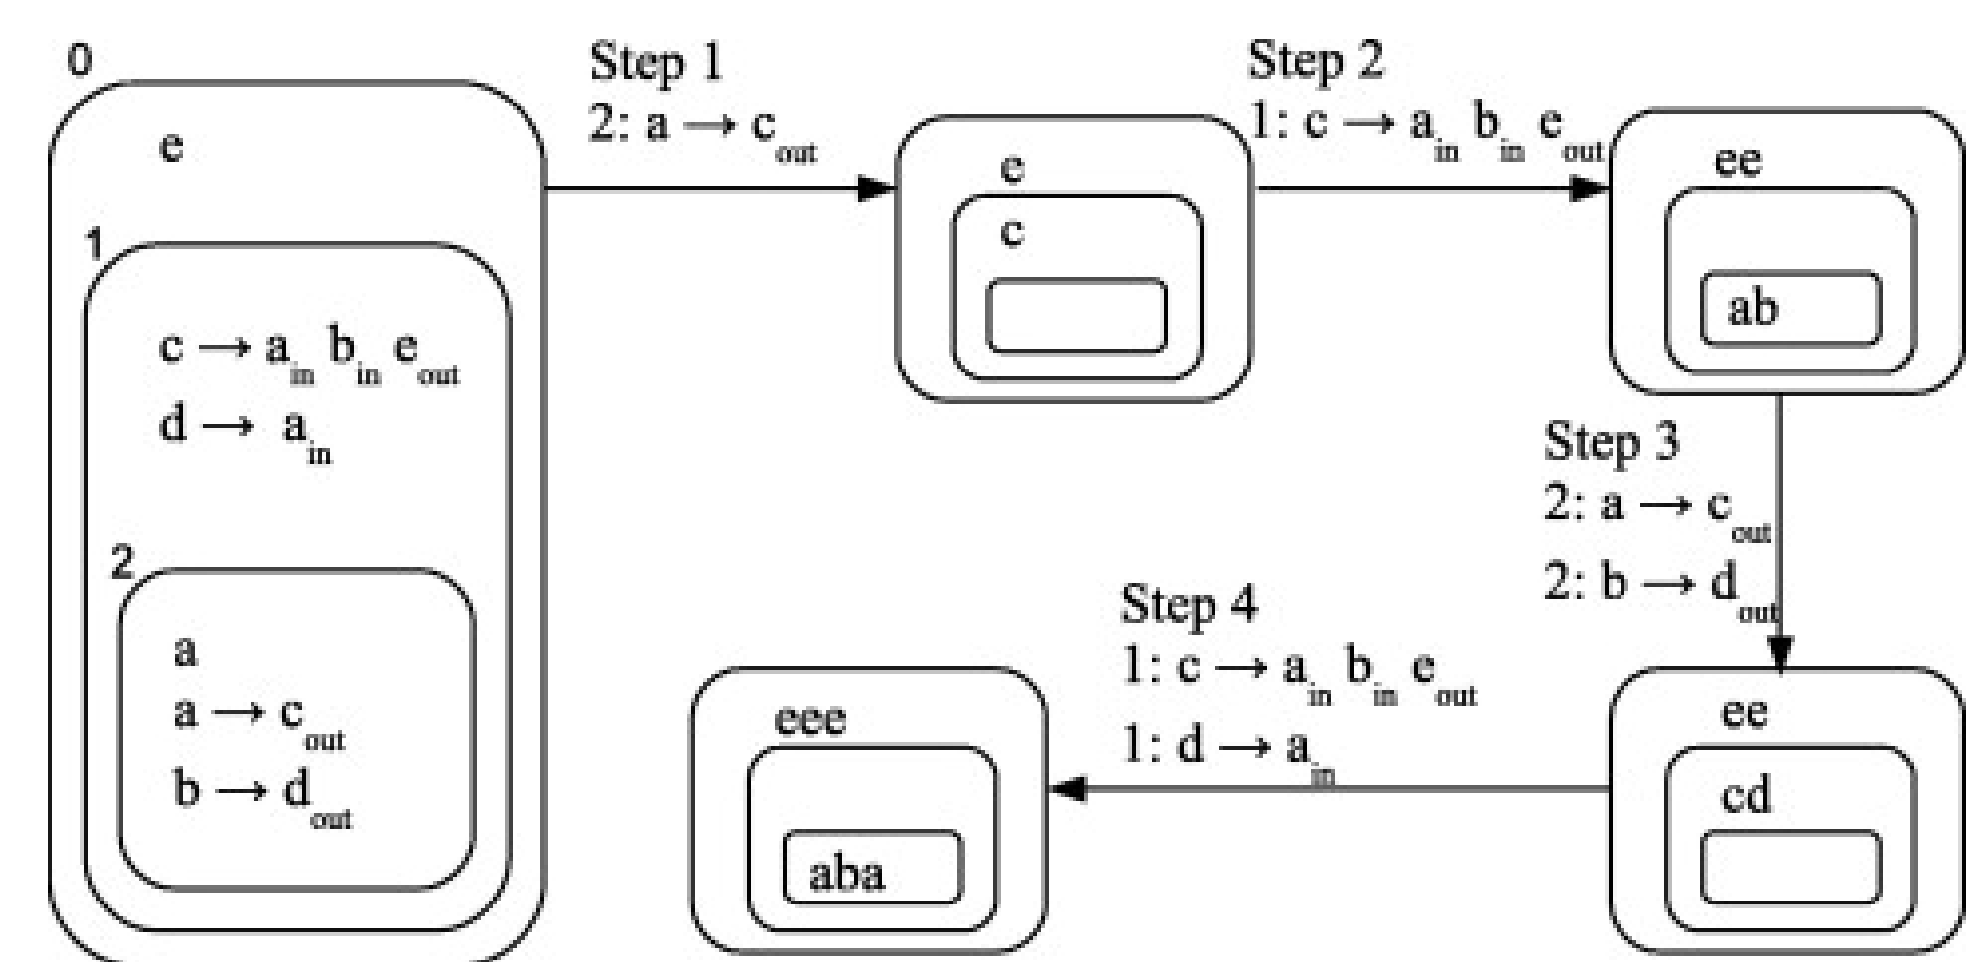 0
e
1
c → a_in b_in e_out
d → a_in
2
a
a → c_out
b → d_out
Step 1
2: a → c_out
e
c
Step 2
1: c → a_in b_in e_out
ee
ab
Step 3
2: a → c_out
2: b → d_out
ee
cd
Step 4
1: c → a_in b_in e_out
1: d → a_in
eee
aba